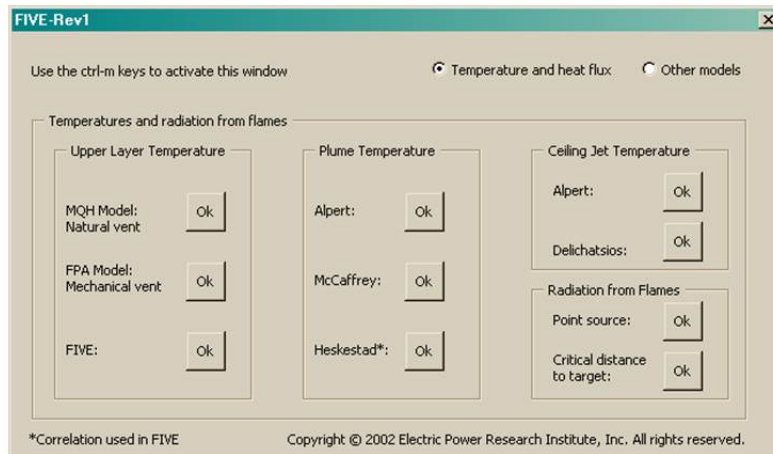 FIVE-Rev1
Use the ctrl-m keys to activate this window
Temperature and heat flux
Other models
Temperatures and radiation from flames
Upper Layer Temperature
MQH Model:
Natural vent
Ok
FPA Model:
Mechanical vent
Ok
FIVE:
Ok
Plume Temperature
Alpert:
Ok
McCaffrey:
Ok
Heskestad*:
Ok
Ceiling Jet Temperature
Alpert:
Ok
Delichatsios:
Ok
Radiation from Flames
Point source:
Ok
Critical distance
to target:
Ok
*Correlation used in FIVE
Copyright © 2002 Electric Power Research Institute, Inc. All rights reserved.